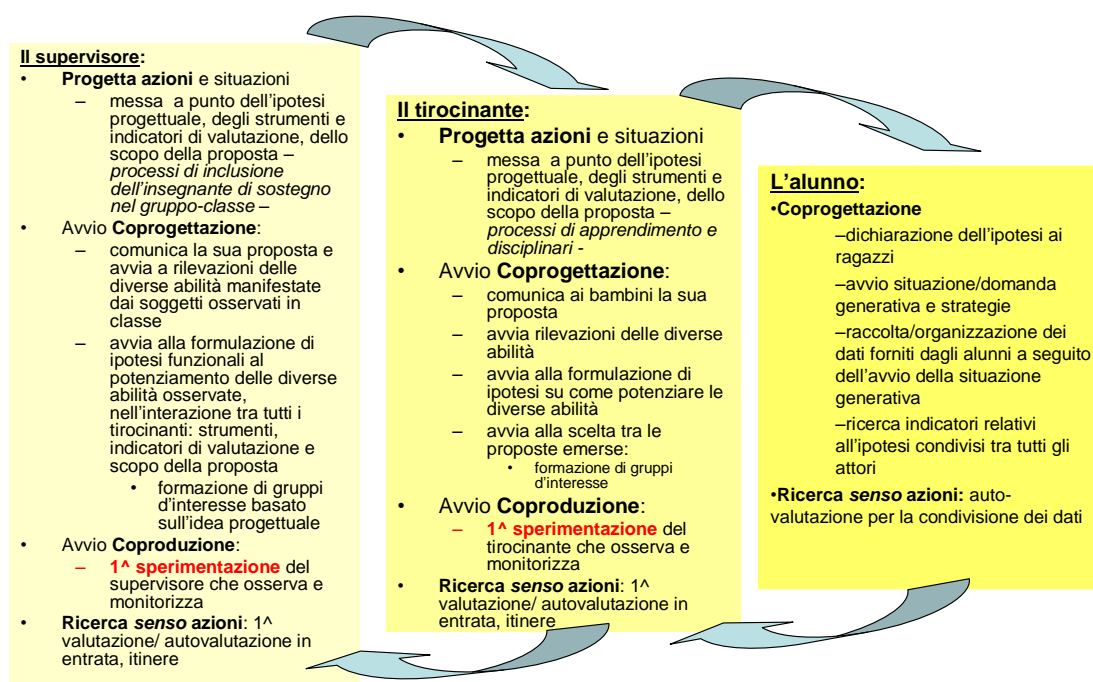 Il supervisore:
• Progetta azioni e situazioni
– messa a punto dell'ipotesi
progettuale, degli strumenti e
indicatori di valutazione, dello
scopo della proposta –
processi di inclusione
dell'insegnante di sostegno
nel gruppo-classe –
• Avvio Coprogettazione:
– comunica la sua proposta e
avvia a rilevazioni delle
diverse abilità manifestate
dai soggetti osservati in
classe
– avvia alla formulazione di
ipotesi funzionali al
potenziamento delle diverse
abilità osservate,
nell'interazione tra tutti i
tirocinanti: strumenti,
indicatori di valutazione e
scopo della proposta
• formazione di gruppi
d'interesse basato
sull'idea progettuale
• Avvio Coproduzione:
– 1^ sperimentazione del
supervisore che osserva e
monitorizza
• Ricerca senso azioni: 1^
valutazione/ autovalutazione in
entrata, itinere
Il tirocinante:
• Progetta azioni e situazioni
– messa a punto dell'ipotesi
progettuale, degli strumenti e
indicatori di valutazione, dello
scopo della proposta –
processi di apprendimento e
disciplinari -
• Avvio Coprogettazione:
– comunica ai bambini la sua
proposta
– avvia rilevazioni delle diverse
abilità
– avvia alla formulazione di
ipotesi su come potenziare le
diverse abilità
– avvia alla scelta tra le
proposte emerse:
• formazione di gruppi
d'interesse
• Avvio Coproduzione:
– 1^ sperimentazione del
tirocinante che osserva e
monitorizza
• Ricerca senso azioni: 1^
valutazione/ autovalutazione in
entrata, itinere
L'alunno:
•Coprogettazione
–dichiarazione dell'ipotesi ai
ragazzi
–avvio situazione/domanda
generativa e strategie
–raccolta/organizzazione dei
dati forniti dagli alunni a seguito
dell'avvio della situazione
generativa
–ricerca indicatori relativi
all'ipotesi condivisi tra tutti gli
attori
•Ricerca senso azioni: auto-
valutazione per la condivisione dei dati